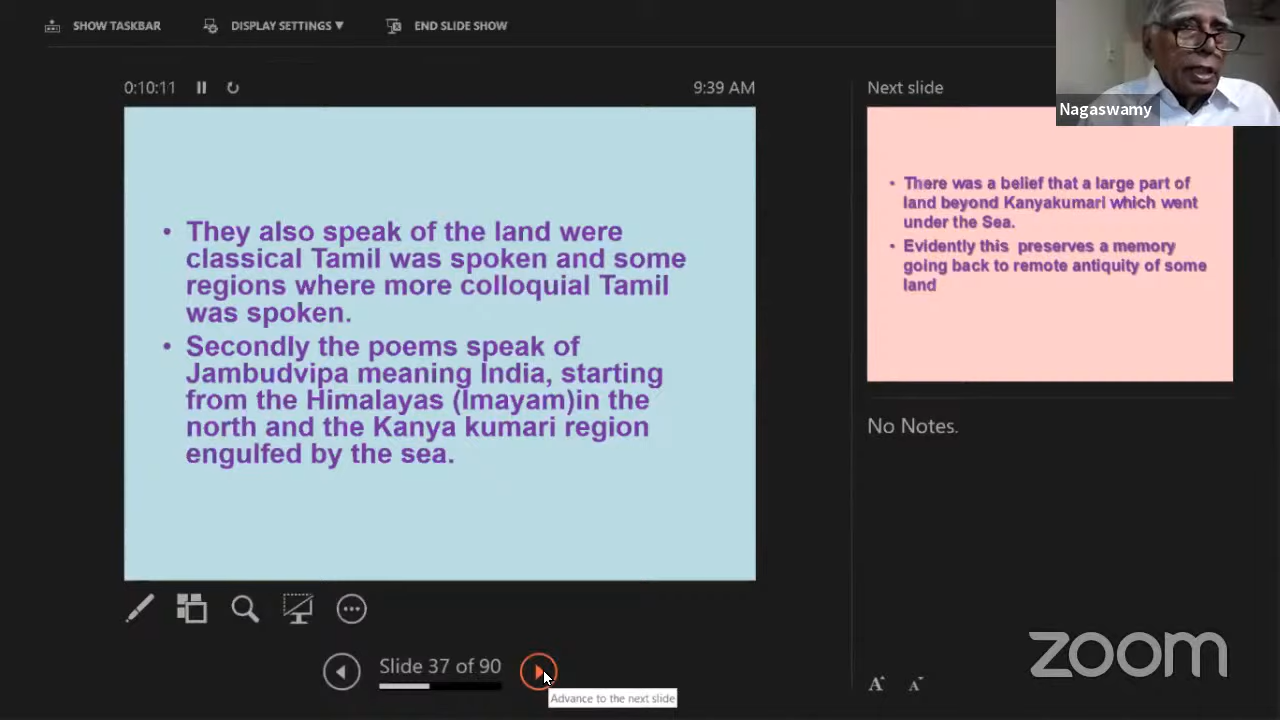 SHOW TASKBAR
DISPLAY SETTINGS ▼
END SLIDE SHOW
0:10:11
9:39 AM
• They also speak of the land were
classical Tamil was spoken and some
regions where more colloquial Tamil
was spoken.
• Secondly the poems speak of
Jambudvipa meaning India, starting
from the Himalayas (Imayam)in the
north and the Kanya kumari region
engulfed by the sea.
Slide 37 of 90
Advance to the next slide
Next slide
• There was a belief that a large part of
land beyond Kanyakumari which went
under the Sea.
• Evidently this preserves a memory
going back to remote antiquity of some
land
No Notes.
A A
Nagaswamy
zoom